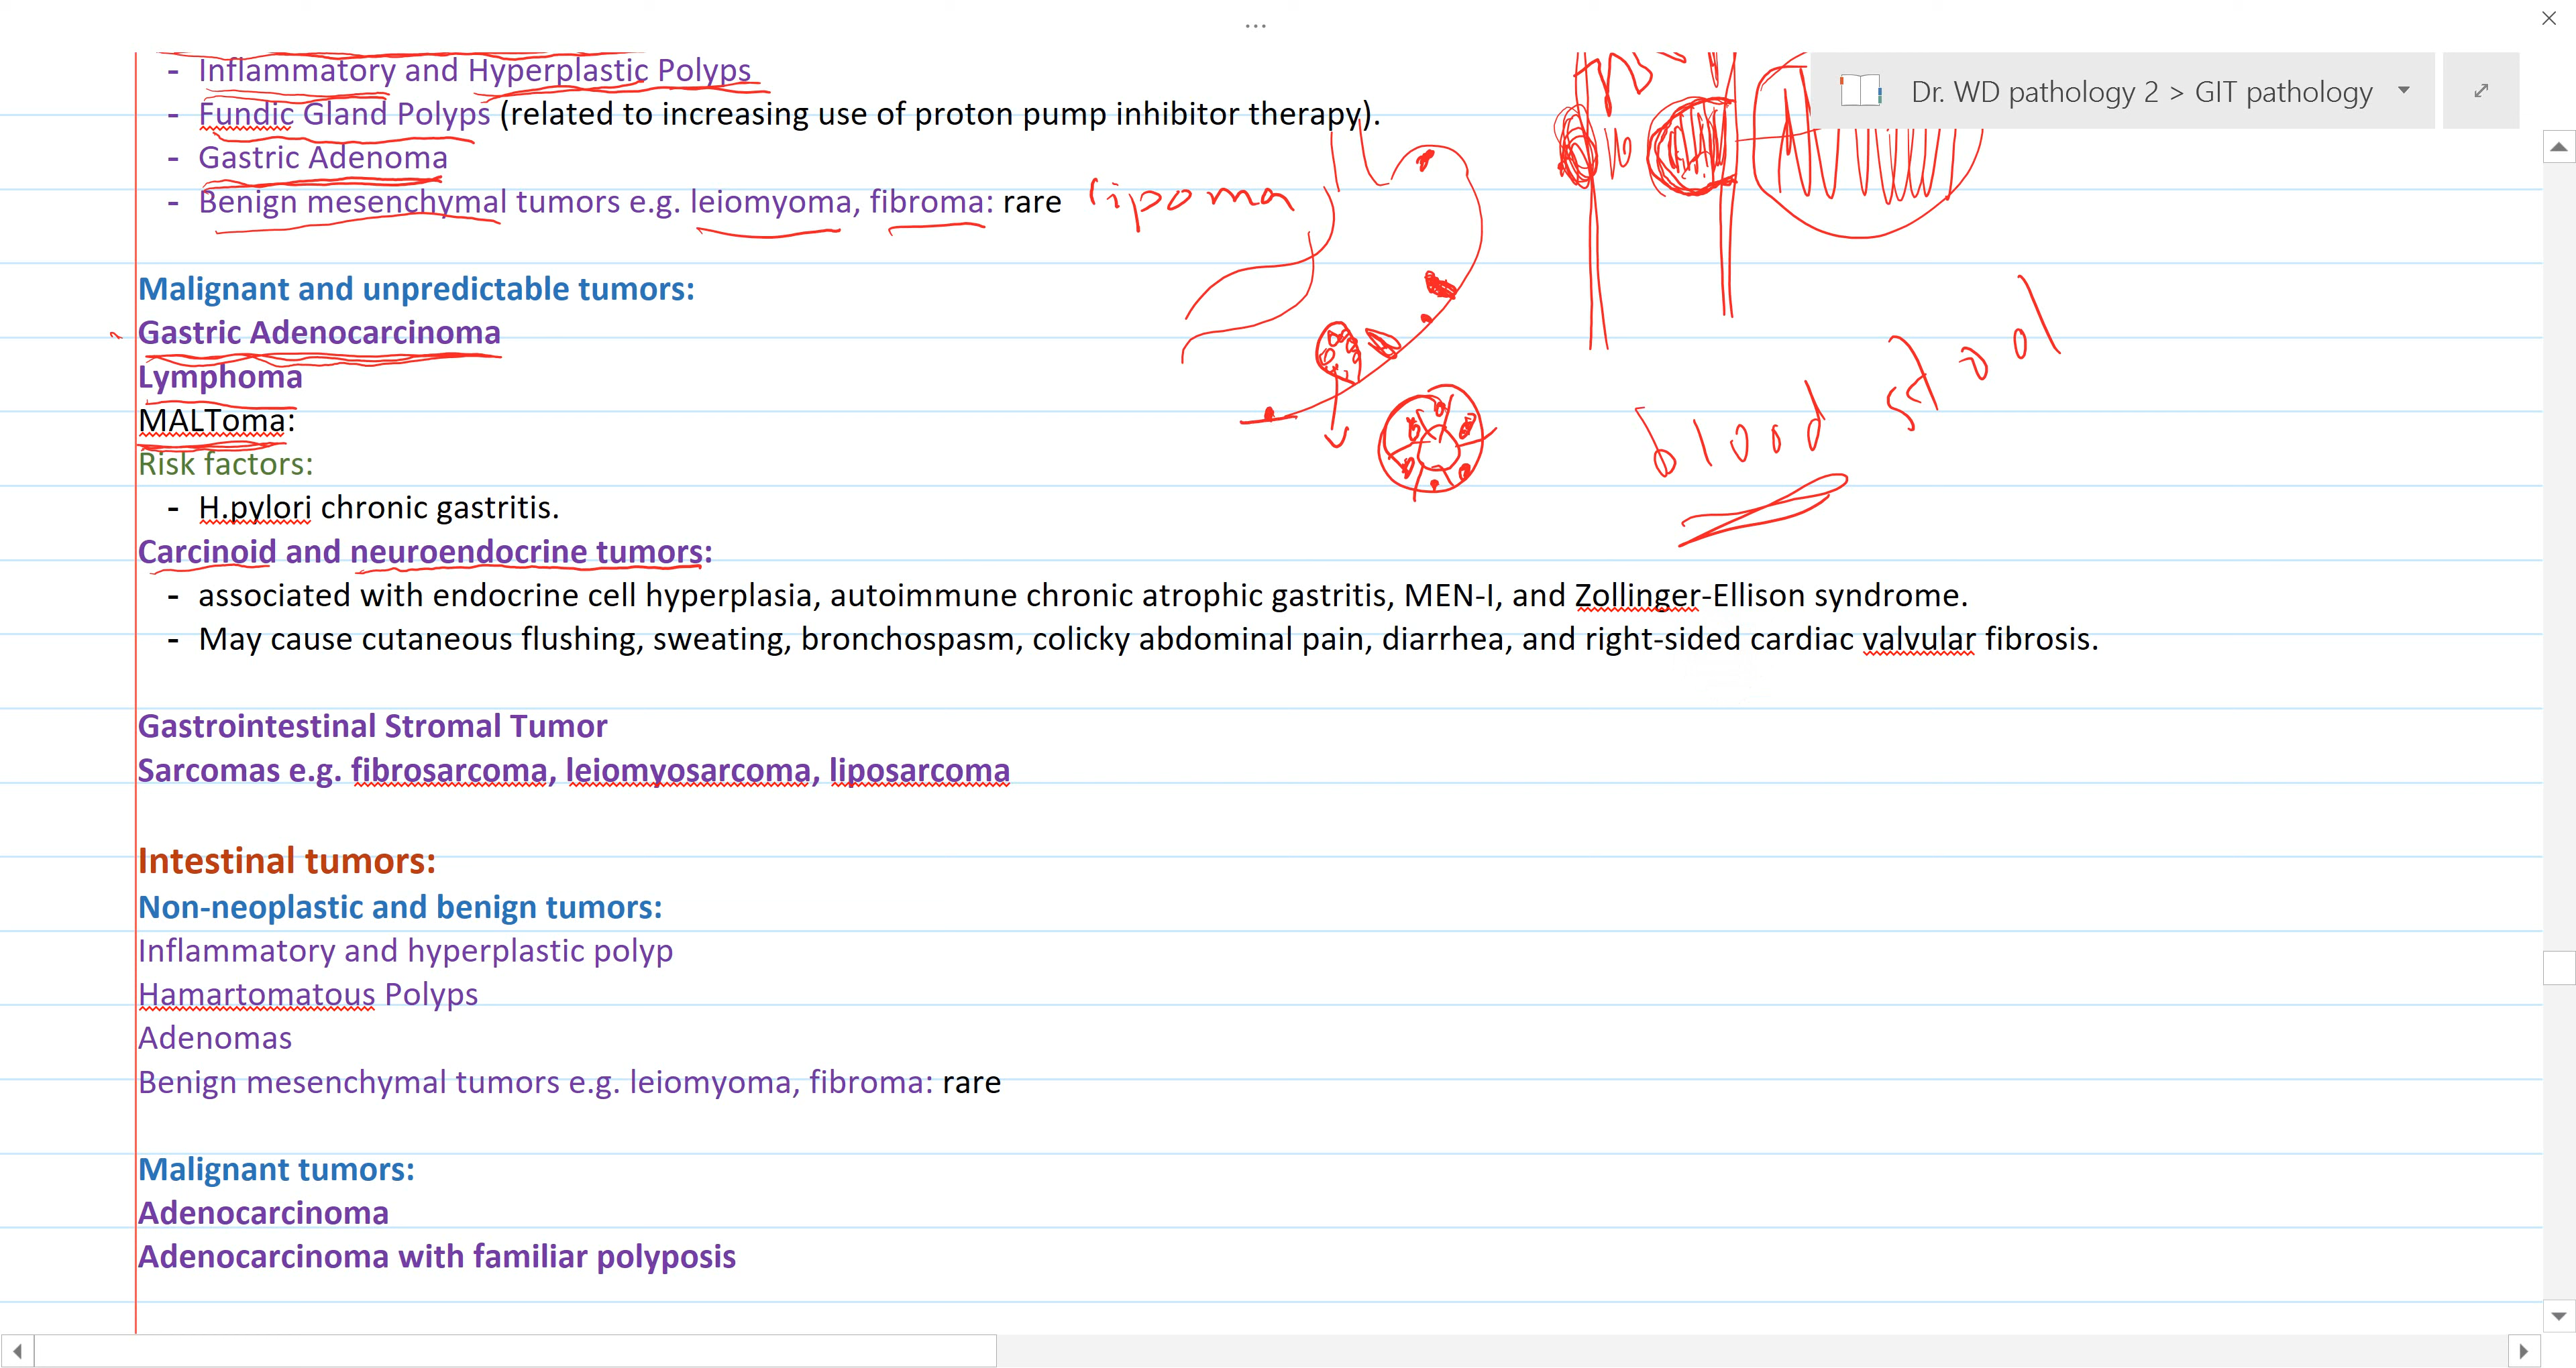 Dr. WD pathology 2 > GIT pathology
- Inflammatory and Hyperplastic Polyps
- Fundic Gland Polyps (related to increasing use of proton pump inhibitor therapy).
- Gastric Adenoma
- Benign mesenchymal tumors e.g. leiomyoma, fibroma: rare lipoma
Malignant and unpredictable tumors:
Gastric Adenocarcinoma
Lymphoma
MALToma:
blood stool
Risk factors:
- H.pylori chronic gastritis.
Carcinoid and neuroendocrine tumors:
- associated with endocrine cell hyperplasia, autoimmune chronic atrophic gastritis, MEN-I, and Zollinger-Ellison syndrome.
- May cause cutaneous flushing, sweating, bronchospasm, colicky abdominal pain, diarrhea, and right-sided cardiac valvular fibrosis.
Gastrointestinal Stromal Tumor
Sarcomas e.g. fibrosarcoma, leiomyosarcoma, liposarcoma
Intestinal tumors:
Non-neoplastic and benign tumors:
Inflammatory and hyperplastic polyp
Hamartomatous Polyps
Adenomas
Benign mesenchymal tumors e.g. leiomyoma, fibroma: rare
Malignant tumors:
Adenocarcinoma
Adenocarcinoma with familiar polyposis